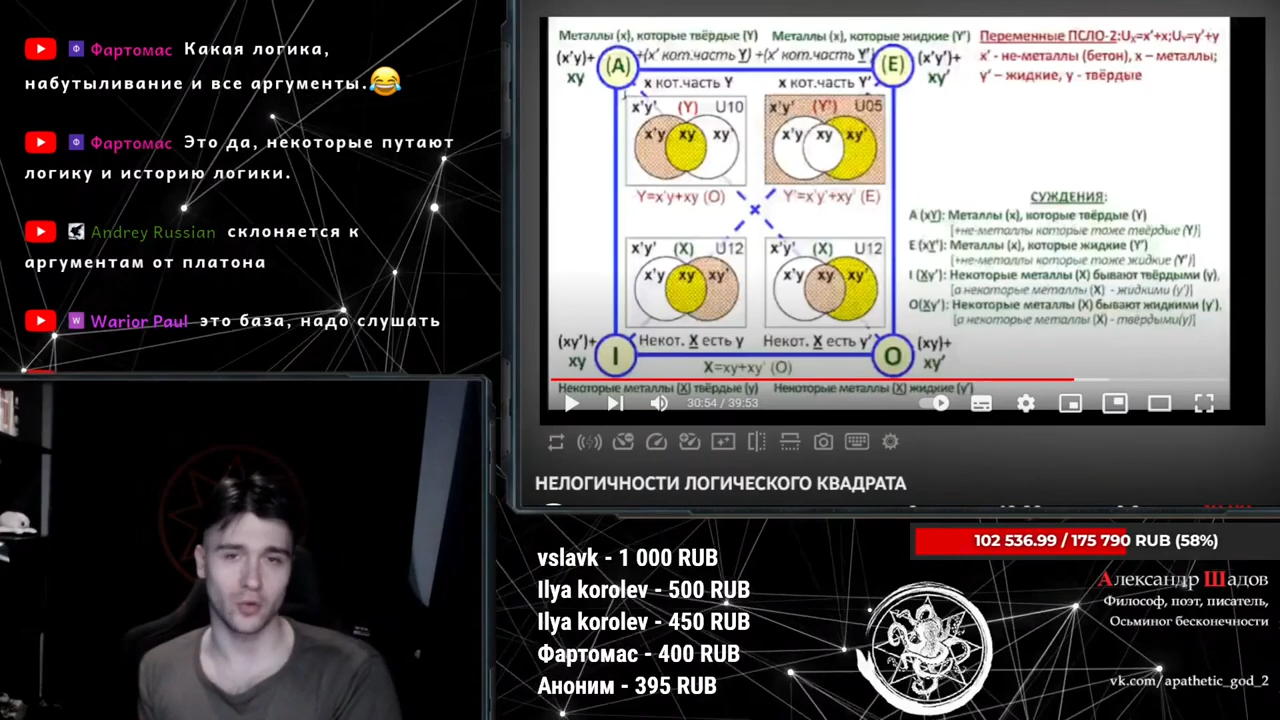 Фартомас Какая логика,
набутыливание и все аргументы.😂
Фартомас Это да, некоторые путают
логику и историю логики.
Andrey Russian склоняется к
аргументам от платона
Warior Paul это база, надо слушать
Металлы (x), которые твёрдые (Y) Металлы (x), которые жидкие (Y')
(x'y)+ xy
(A)
+(x' кот.часть Y) +(x' кот.часть Y')
(E)
(x'y')+ xy'
x кот.часть Y x кот.часть Y'
x'y' (Y) U10
x'y xy xy'
x'y' (Y') U05
x'y xy xy'
Y=x'y+xy (O) Y'=x'y'+xy' (E)
x'y' (X) U12
x'y xy xy'
x'y' (X) U12
x'y xy xy'
(xy')+ xy
I
Некот. X есть y Некот. X есть y'
O
(xy)+ xy'
X=xy+xy' (O)
Некоторые металлы (X) твёрдые (y) Некоторые металлы (X) жидкие (y')
Переменные ПСЛО-2:Uₓ=x'+x;Uᵥ=y'+y
x' - не-металлы (бетон), x – металлы;
y' – жидкие, y - твёрдые
СУЖДЕНИЯ:
A (xY): Металлы (x), которые твёрдые (Y)
[+не-металлы которые тоже твёрдые (Y)]
E (xY'): Металлы (x), которые жидкие (Y')
[+не-металлы которые тоже жидкие (Y')]
I (Xy'): Некоторые металлы (X) бывают твёрдыми (y),
[а некоторые металлы (X) - жидкими (y')]
O(Xy'): Некоторые металлы (X) бывают жидкими (y'),
[а некоторые металлы (X) - твёрдыми(y)]
30:54 / 39:53
НЕЛОГИЧНОСТИ ЛОГИЧЕСКОГО КВАДРАТА
vslavk - 1 000 RUB
Ilya korolev - 500 RUB
Ilya korolev - 450 RUB
Фартомас - 400 RUB
Аноним - 395 RUB
102 536.99 / 175 790 RUB (58%)
Александр Шадов
Философ, поэт, писатель,
Осьминог бесконечности
vk.com/apathetic_god_2